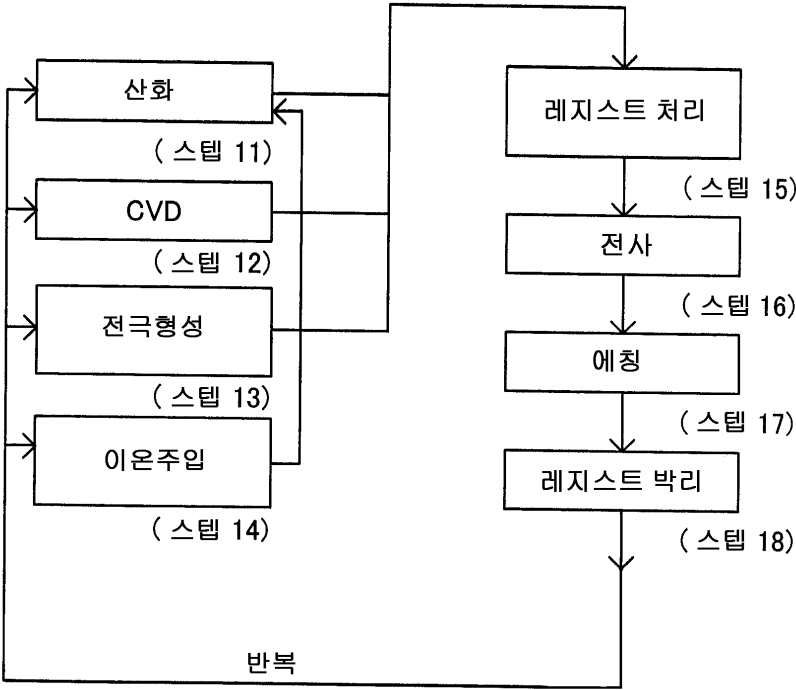 산화
( 스텝 11)
CVD
( 스텝 12)
전극형성
( 스텝 13)
이온주입
( 스텝 14)
레지스트 처리
( 스텝 15)
전사
( 스텝 16)
에칭
( 스텝 17)
레지스트 박리
( 스텝 18)
반복